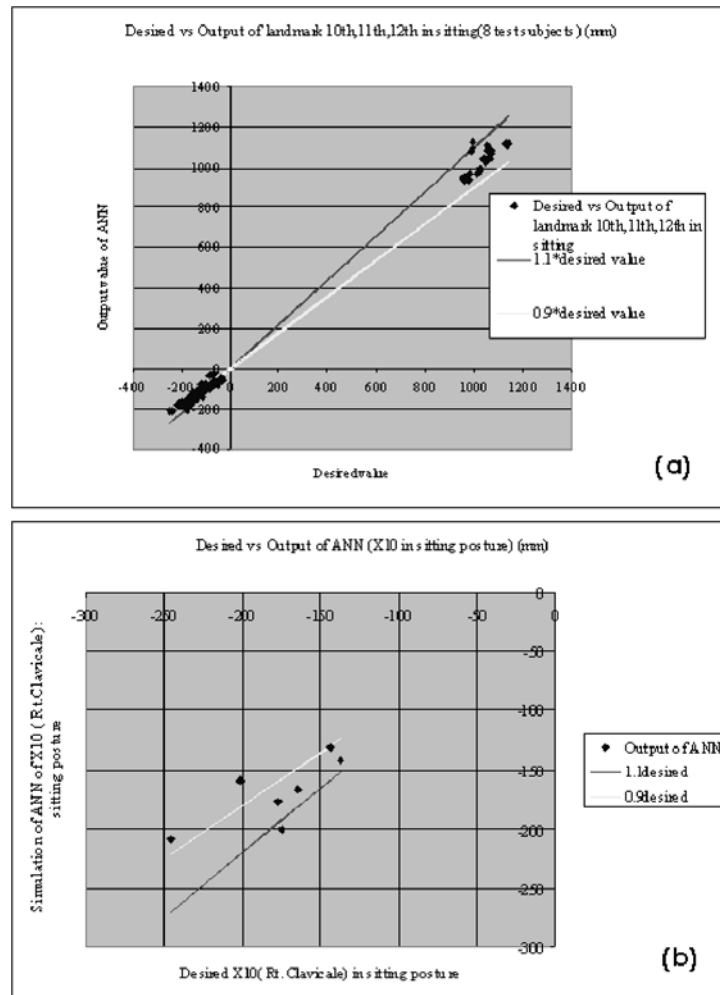 Desired vs Output of landmark 10th,11th,12th in sitting(8 test subjects) (mm)
1400
1200
1000
800
600
400
200
0
-200
-400
-400 -200 0 200 400 600 800 1000 1200 1400
Output value of ANN
Desired value
Desired vs Output of
landmark 10th,11th,12th in
sitting
1.1*desired value
0.9*desired value
(a)
Desired vs Output of ANN (X10 in sitting posture) (mm)
-300 -250 -200 -150 -100 -50 0
0
-50
-100
-150
-200
-250
-300
Simulation of ANN of X10 ( Rt.Clavicale):
sitting posture
Desired X10( Rt. Clavicale) in sitting posture
Output of ANN
1.1desired
0.9desired
(b)